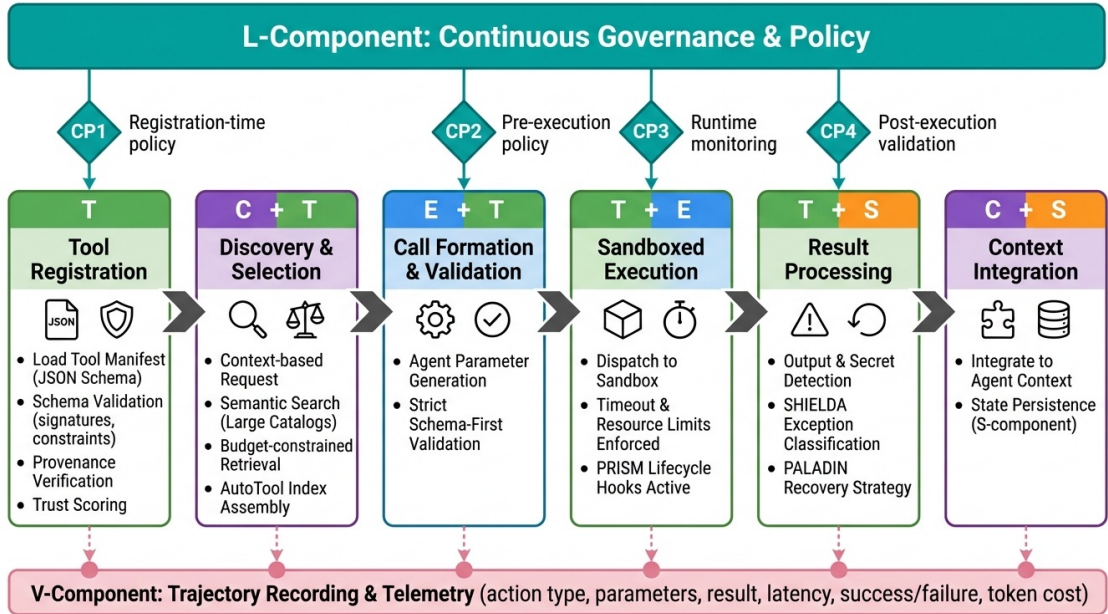 L-Component: Continuous Governance & Policy
CP1
Registration-time
policy
CP2
Pre-execution
policy
CP3
Runtime
monitoring
CP4
Post-execution
validation
T
Tool
Registration
JSON
• Load Tool Manifest
(JSON Schema)
• Schema Validation
(signatures,
constraints)
• Provenance
Verification
• Trust Scoring
C + T
Discovery &
Selection
• Context-based
Request
• Semantic Search
(Large Catalogs)
• Budget-constrained
Retrieval
• AutoTool Index
Assembly
E + T
Call Formation
& Validation
• Agent Parameter
Generation
• Strict
Schema-First
Validation
T + E
Sandboxed
Execution
• Dispatch to
Sandbox
• Timeout &
Resource Limits
Enforced
• PRISM Lifecycle
Hooks Active
T + S
Result
Processing
• Output & Secret
Detection
• SHIELDA
Exception
Classification
• PALADIN
Recovery Strategy
C + S
Context
Integration
• Integrate to
Agent Context
• State Persistence
(S-component)
V-Component: Trajectory Recording & Telemetry (action type, parameters, result, latency, success/failure, token cost)